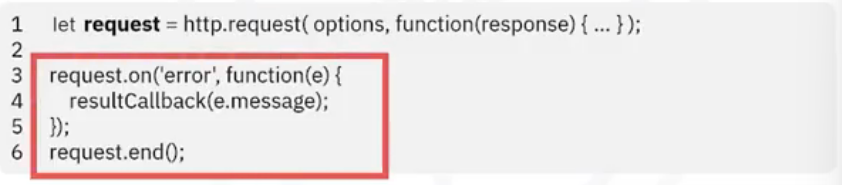 1 let request = http.request( options, function(response) { ... } );
2
3 request.on('error', function(e) {
4 resultCallback(e.message);
5 });
6 request.end();